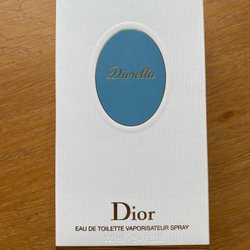 Diorella
Dior
EAU DE TOILETTE VAPORISATEUR SPRAY